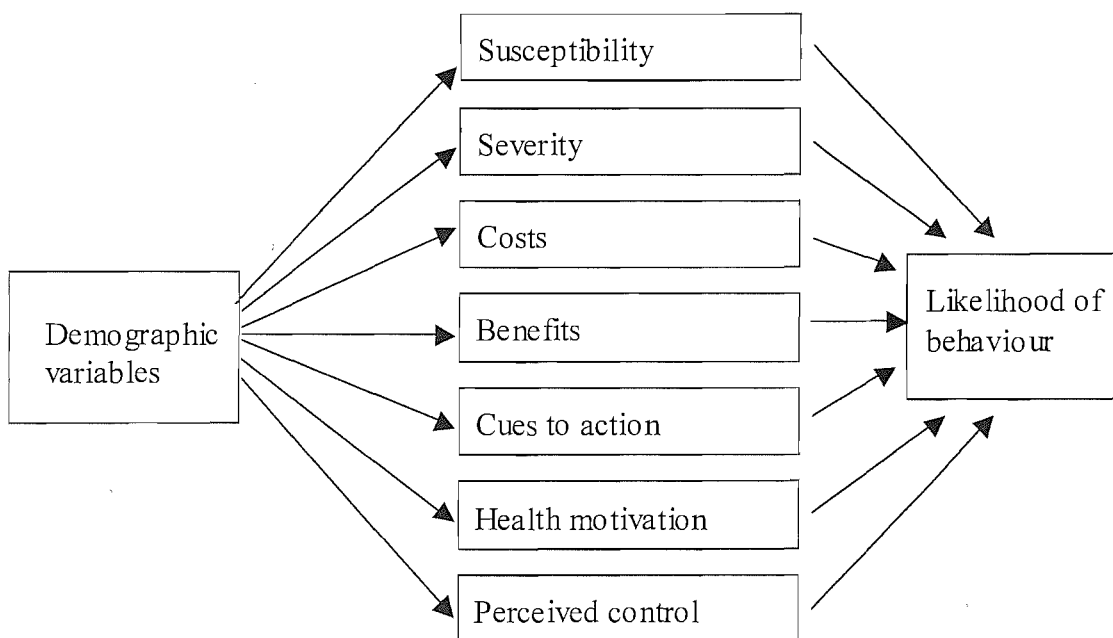 Susceptibility
Severity
Costs
Benefits
Cues to action
Health motivation
Perceived control
Demographic
variables
Likelihood of
behaviour